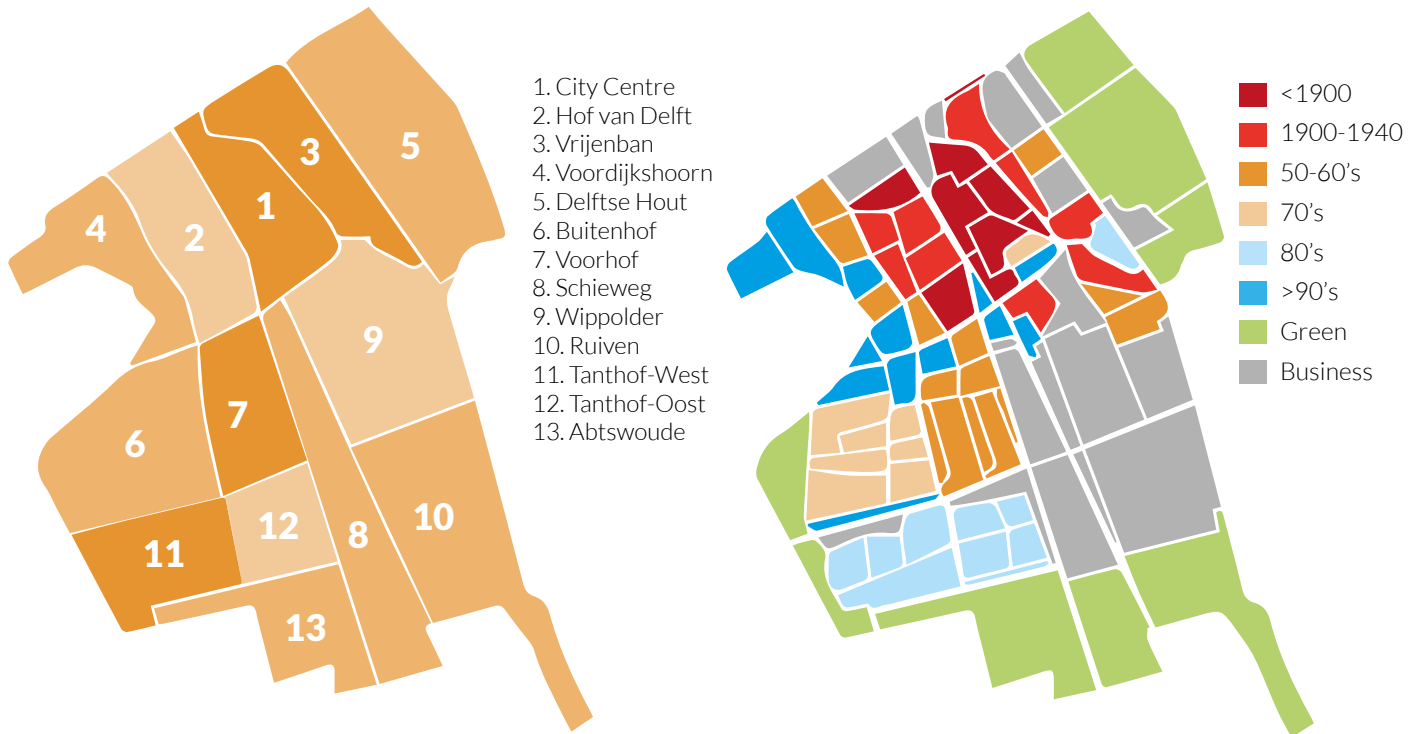 1. City Centre
2. Hof van Delft
3. Vrijenban
4. Voordijkshoorn
5. Delftse Hout
6. Buitenhof
7. Voorhof
8. Schieweg
9. Wippolder
10. Ruiven
11. Tanthof-West
12. Tanthof-Oost
13. Abtswoude
3
5
1
4
2
9
7
6
10
12
8
11
13
<1900
1900-1940
50-60's
70's
80's
>90's
Green
Business